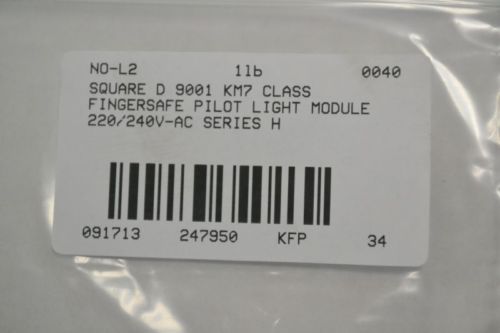 NO-L2 1lb 0040
SQUARE D 9001 KM7 CLASS
FINGERSAFE PILOT LIGHT MODULE
220/240V-AC SERIES H
091713 247950 KFP 34